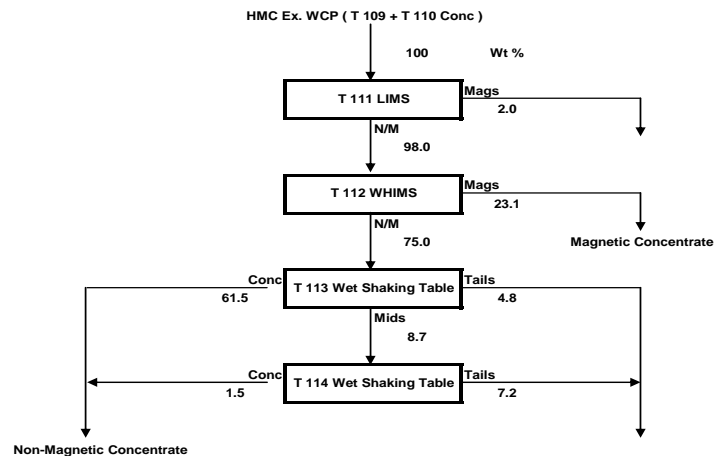 HMC Ex. WCP ( T 109 + T 110 Conc )
100 Wt %
T 111 LIMS
Mags
2.0
N/M
98.0
T 112 WHIMS
Mags
23.1
N/M
75.0
Magnetic Concentrate
Conc
61.5
T 113 Wet Shaking Table
Tails
4.8
Mids
8.7
Conc
1.5
T 114 Wet Shaking Table
Tails
7.2
Non-Magnetic Concentrate